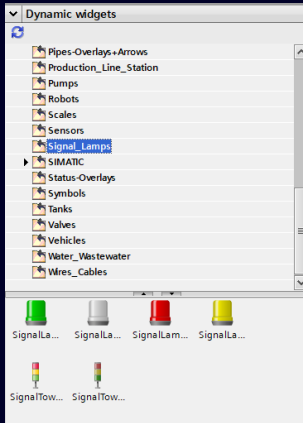 Dynamic widgets
Pipes-Overlays+Arrows
Production_Line_Station
Pumps
Robots
Scales
Sensors
Signal_Lamps
SIMATIC
Status-Overlays
Symbols
Tanks
Valves
Vehicles
Water_Wastewater
Wires_Cables
SignalLa... SignalLa... SignalLam... SignalLa...
SignalTow... SignalTow...